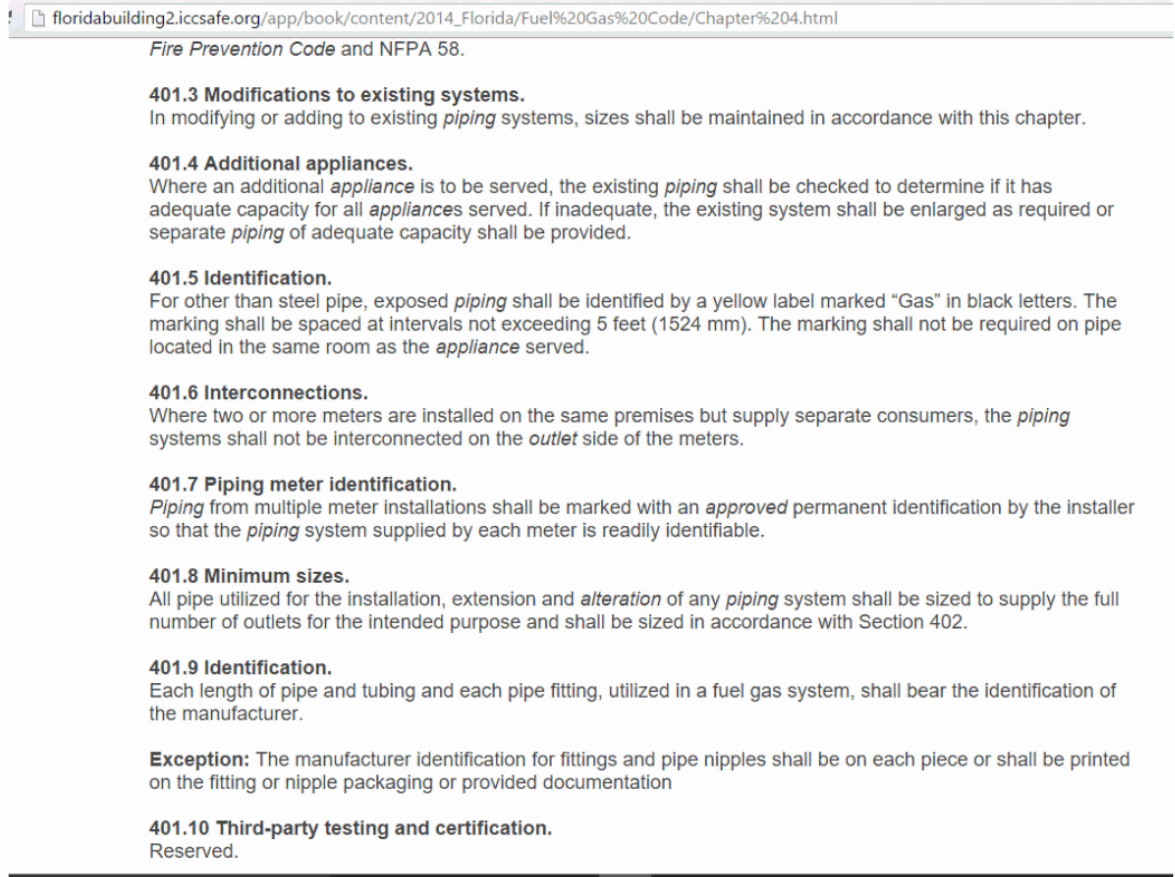 floridabuilding2.iccsafe.org/app/book/content/2014_Florida/Fuel%20Gas%20Code/Chapter%204.html
Fire Prevention Code and NFPA 58.
401.3 Modifications to existing systems.
In modifying or adding to existing piping systems, sizes shall be maintained in accordance with this chapter.
401.4 Additional appliances.
Where an additional appliance is to be served, the existing piping shall be checked to determine if it has
adequate capacity for all appliances served. If inadequate, the existing system shall be enlarged as required or
separate piping of adequate capacity shall be provided.
401.5 Identification.
For other than steel pipe, exposed piping shall be identified by a yellow label marked “Gas” in black letters. The
marking shall be spaced at intervals not exceeding 5 feet (1524 mm). The marking shall not be required on pipe
located in the same room as the appliance served.
401.6 Interconnections.
Where two or more meters are installed on the same premises but supply separate consumers, the piping
systems shall not be interconnected on the outlet side of the meters.
401.7 Piping meter identification.
Piping from multiple meter installations shall be marked with an approved permanent identification by the installer
so that the piping system supplied by each meter is readily identifiable.
401.8 Minimum sizes.
All pipe utilized for the installation, extension and alteration of any piping system shall be sized to supply the full
number of outlets for the intended purpose and shall be sized in accordance with Section 402.
401.9 Identification.
Each length of pipe and tubing and each pipe fitting, utilized in a fuel gas system, shall bear the identification of
the manufacturer.
Exception: The manufacturer identification for fittings and pipe nipples shall be on each piece or shall be printed
on the fitting or nipple packaging or provided documentation
401.10 Third-party testing and certification.
Reserved.